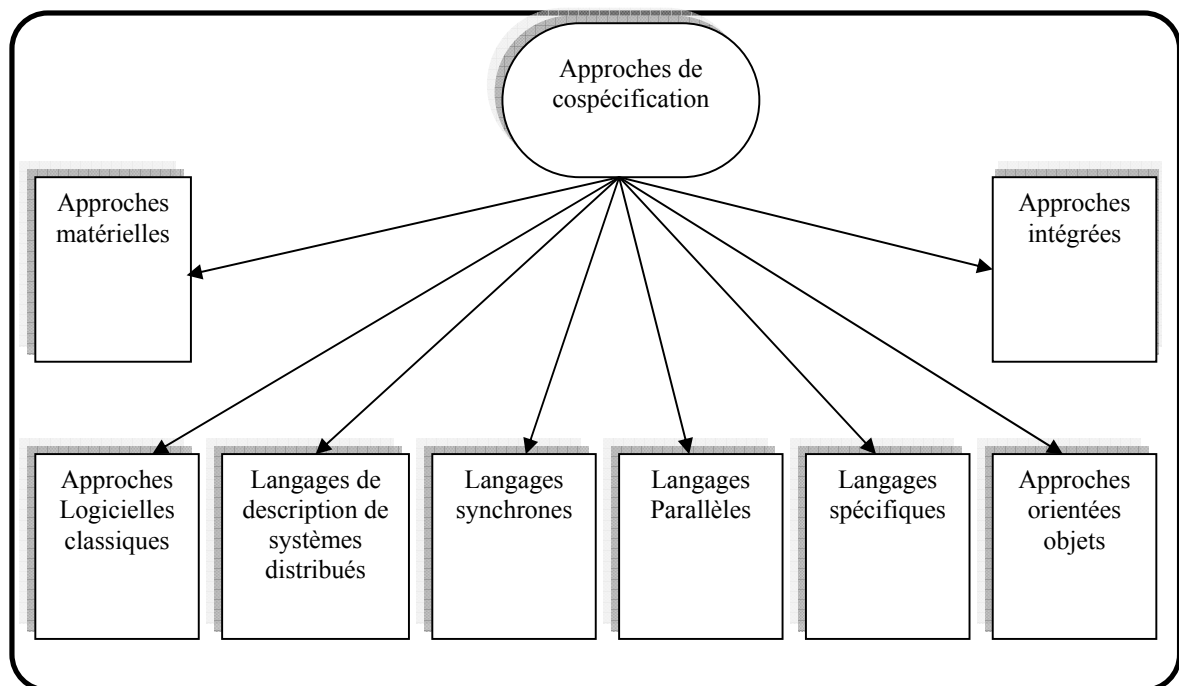 Approches de
cospécification
Approches
matérielles
Approches
intégrées
Approches
Logicielles
classiques
Langages de
description de
systèmes
distribués
Langages
synchrones
Langages
Parallèles
Langages
spécifiques
Approches
orientées
objets